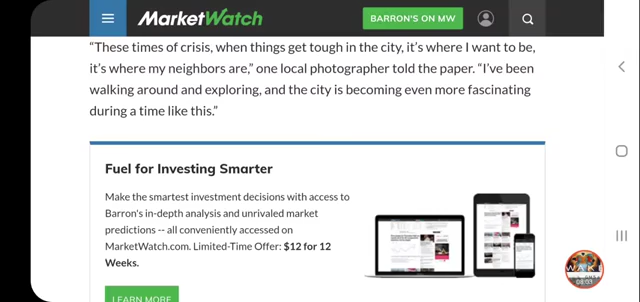 MarketWatch
BARRON'S ON MW
“These times of crisis, when things get tough in the city, it’s where I want to be,
it’s where my neighbors are,” one local photographer told the paper. “I’ve been
walking around and exploring, and the city is becoming even more fascinating
during a time like this.”
Fuel for Investing Smarter
Make the smartest investment decisions with access to
Barron's in-depth analysis and unrivaled market
predictions -- all conveniently accessed on
MarketWatch.com. Limited-Time Offer: $12 for 12
Weeks.
LEARN MORE
WAKE
08:03